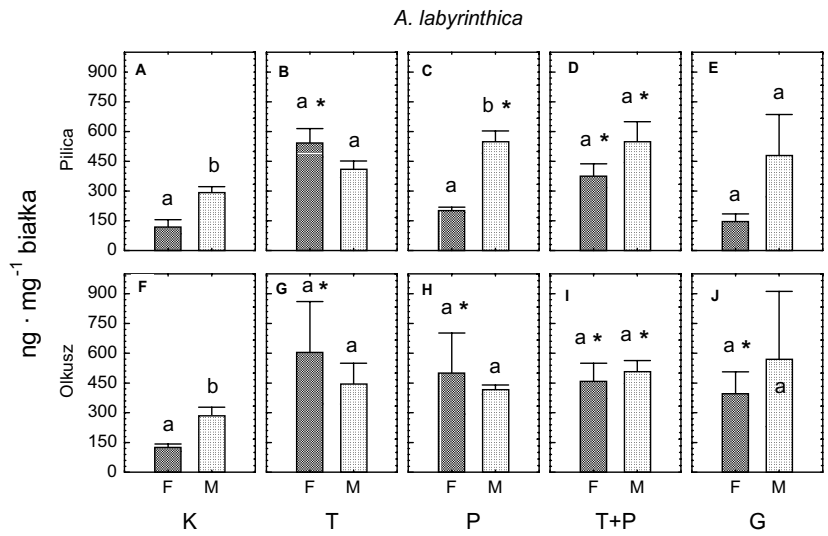 A. labyrinthica
ng · mg⁻¹ białka
Pilica
900
750
600
450
300
150
0
A
a
b
B
a *
a
C
a
b *
D
a *
a *
E
a
a
Olkusz
900
750
600
450
300
150
0
F
a
b
G
a *
a
H
a *
a
I
a *
a *
J
a *
a
F M F M F M F M F M
K T P T+P G